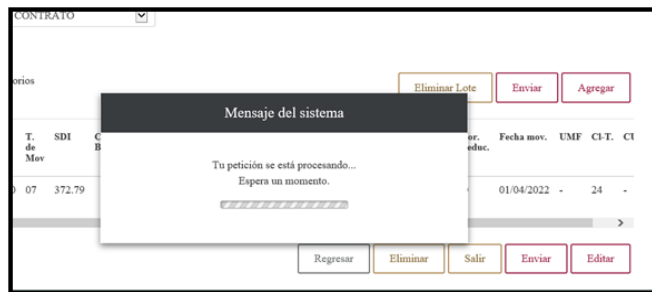 CONTRATO
orios
Eliminar Lote Enviar Agregar
Mensaje del sistema
T. de Mov SDI C B or. educ. Fecha mov. UMF Cl-T. CU
Tu petición se está procesando...
Espera un momento.
07 372.79 01/04/2022 - 24 -
Regresar Eliminar Salir Enviar Editar